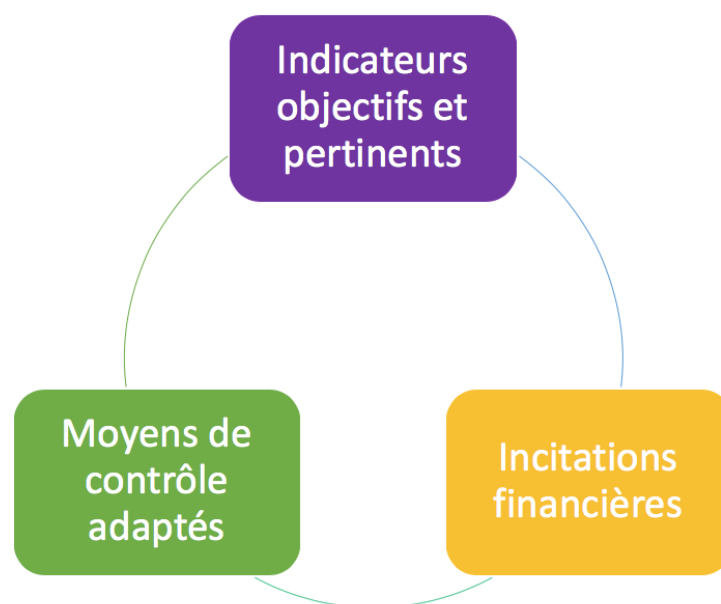 Indicateurs
objectifs et
pertinents
Moyens de
contrôle
adaptés
Incitations
financières